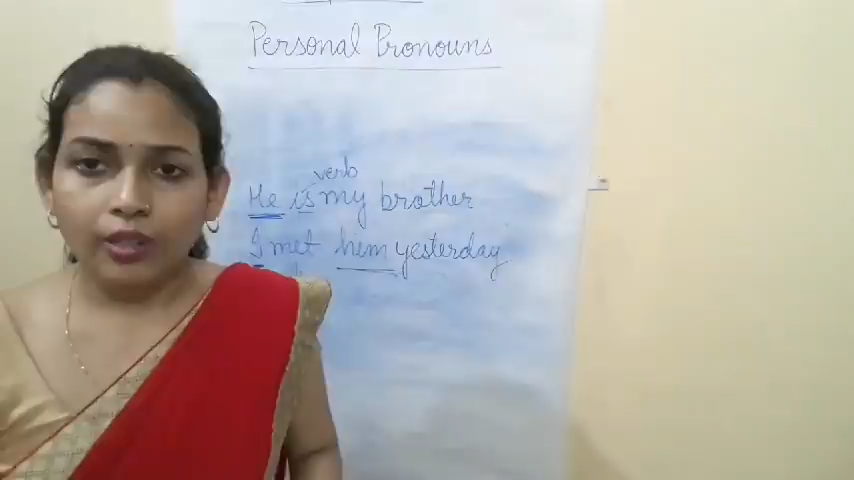 Personal Pronouns
verb
He is my brother
I met him yesterday